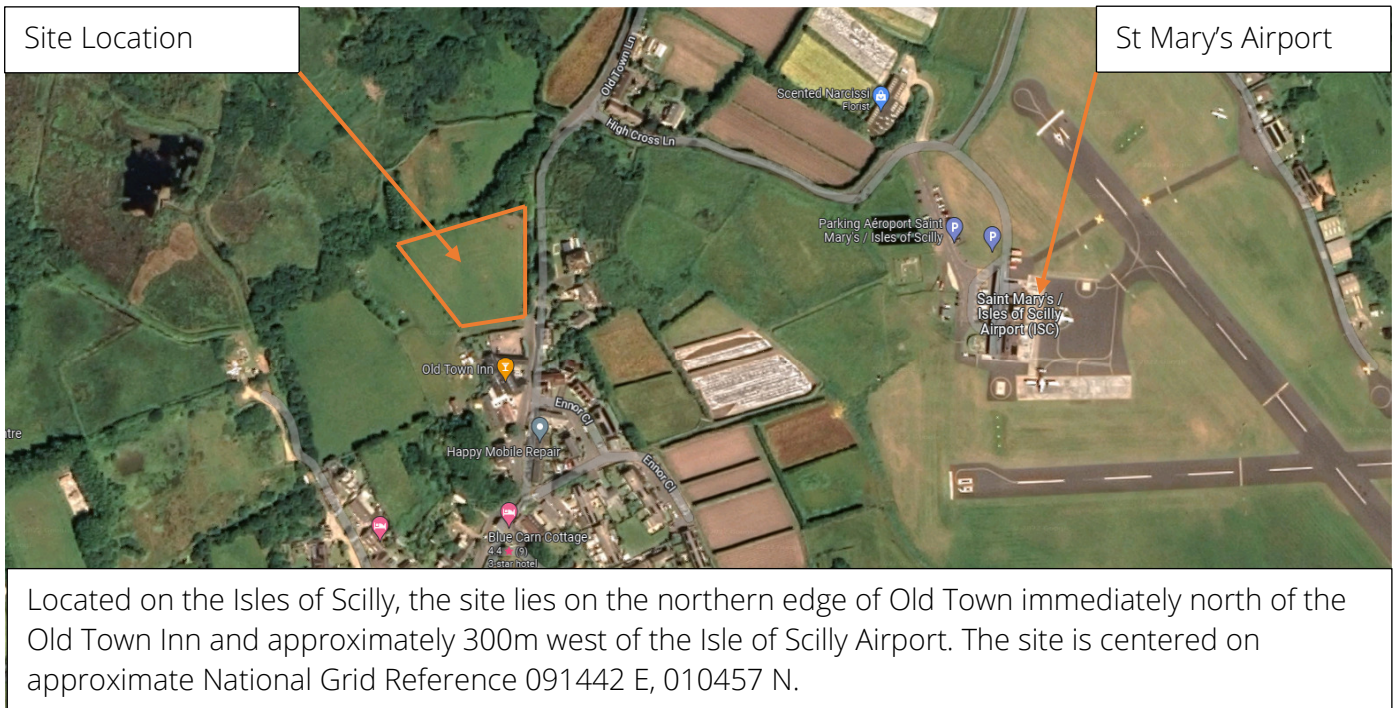 Site Location
St Mary's Airport
Old Town Ln
Scented Narcissi
Florist
High Cross Ln
Parking Aéroport Saint
Mary's / Isles of Scilly
P
P
Saint Mary's /
Isles of Scilly
Airport (ISC)
Old Town Inn
Ennor Cl
atre
Happy Mobile Repair
Ennor Cl
Blue Carn Cottage
4.4 ★ (9)
3-star hotel
Located on the Isles of Scilly, the site lies on the northern edge of Old Town immediately north of the
Old Town Inn and approximately 300m west of the Isle of Scilly Airport. The site is centered on
approximate National Grid Reference 091442 E, 010457 N.